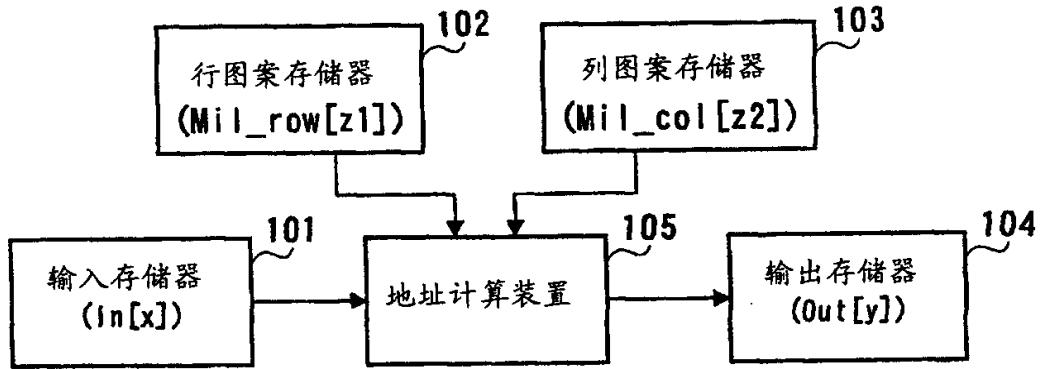 102
行图案存储器
(Mil_row[z1])
103
列图案存储器
(Mil_col[z2])
101
输入存储器
(In[x])
105
地址计算装置
104
输出存储器
(Out[y])